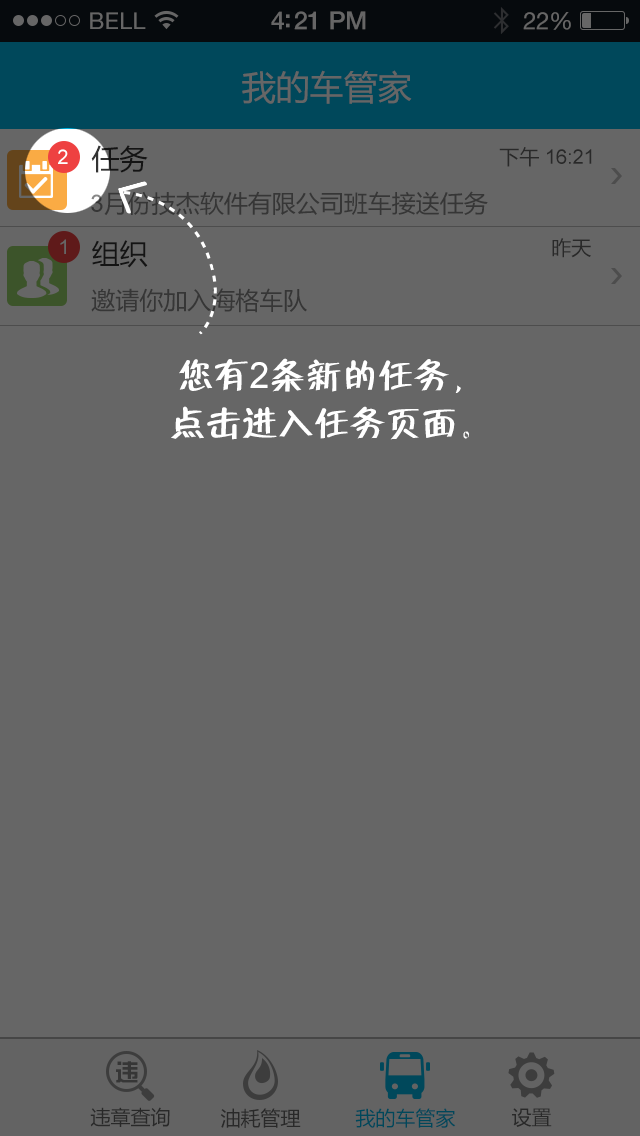 BELL 4:21 PM 22%
我的车管家
2 任务 下午 16:21
3月份技杰软件有限公司班车接送任务
1 组织 昨天
邀请你加入海格车队
您有2条新的任务，
点击进入任务页面。
违
违章查询 油耗管理 我的车管家 设置